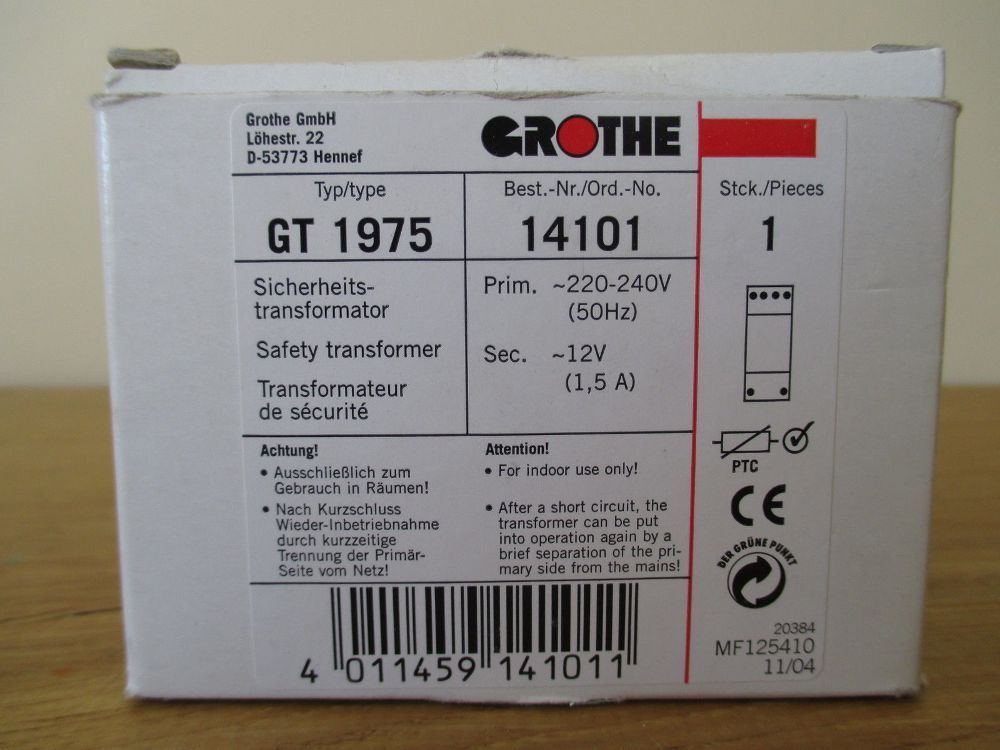 Grothe GmbH
Löhestr. 22
D-53773 Hennef
GROTHE
Typ/type
GT 1975
Best.-Nr./Ord.-No.
14101
Stck./Pieces
1
Sicherheits-
transformator
Safety transformer
Transformateur
de sécurité
Prim. ~220-240V
(50Hz)
Sec. ~12V
(1,5 A)
PTC
CE
Achtung!
• Ausschließlich zum
Gebrauch in Räumen!
• Nach Kurzschluss
Wieder-Inbetriebnahme
durch kurzzeitige
Trennung der Primär-
Seite vom Netz!
Attention!
• For indoor use only!
• After a short circuit, the
transformer can be put
into operation again by a
brief separation of the pri-
mary side from the mains!
DER GRÜNE PUNKT
4 011459 141011
20384
MF125410
11/04